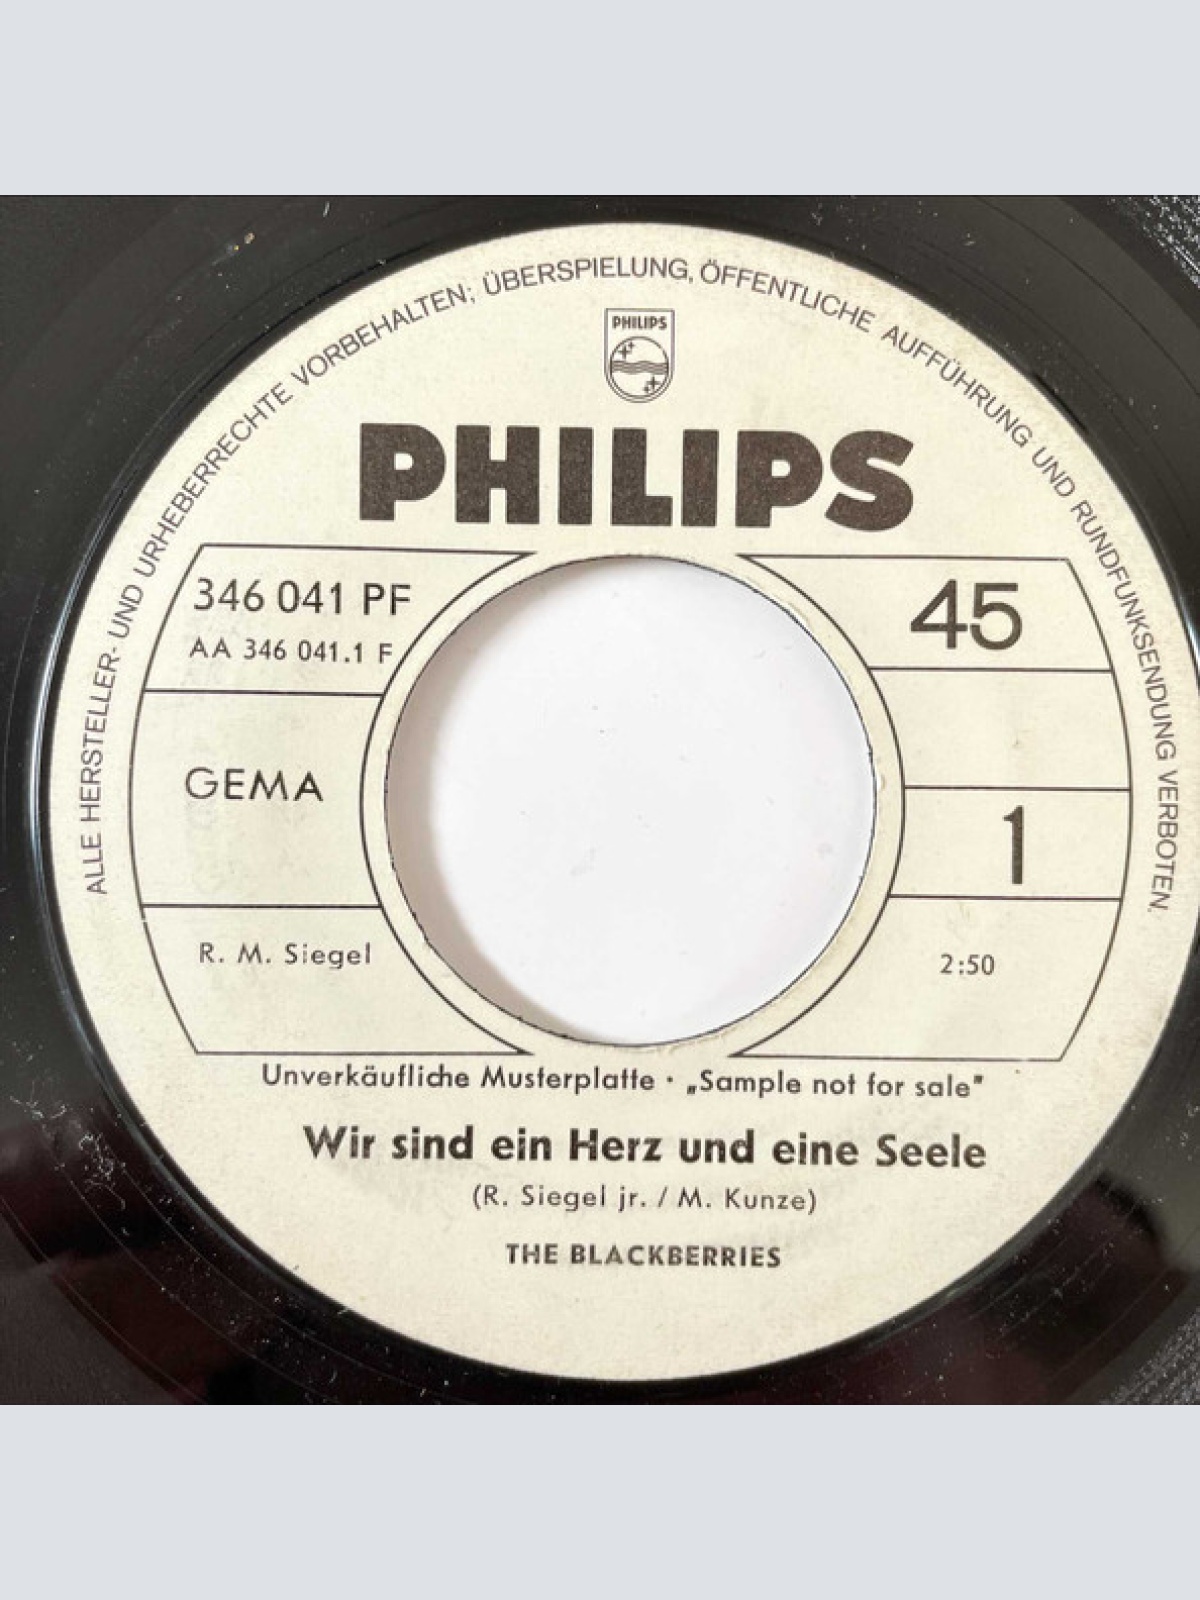 ALLE HERSTELLER- UND URHEBERRECHTE VORBEHALTEN; ÜBERSPIELUNG, ÖFFENTLICHE AUFFÜHRUNG UND RUNDFUNKSENDUNG VERBOTEN.
PHILIPS
PHILIPS
346 041 PF
AA 346 041.1 F
45
GEMA
1
R. M. Siegel
2:50
Unverkäufliche Musterplatte · „Sample not for sale"
Wir sind ein Herz und eine Seele
(R. Siegel jr. / M. Kunze)
THE BLACKBERRIES